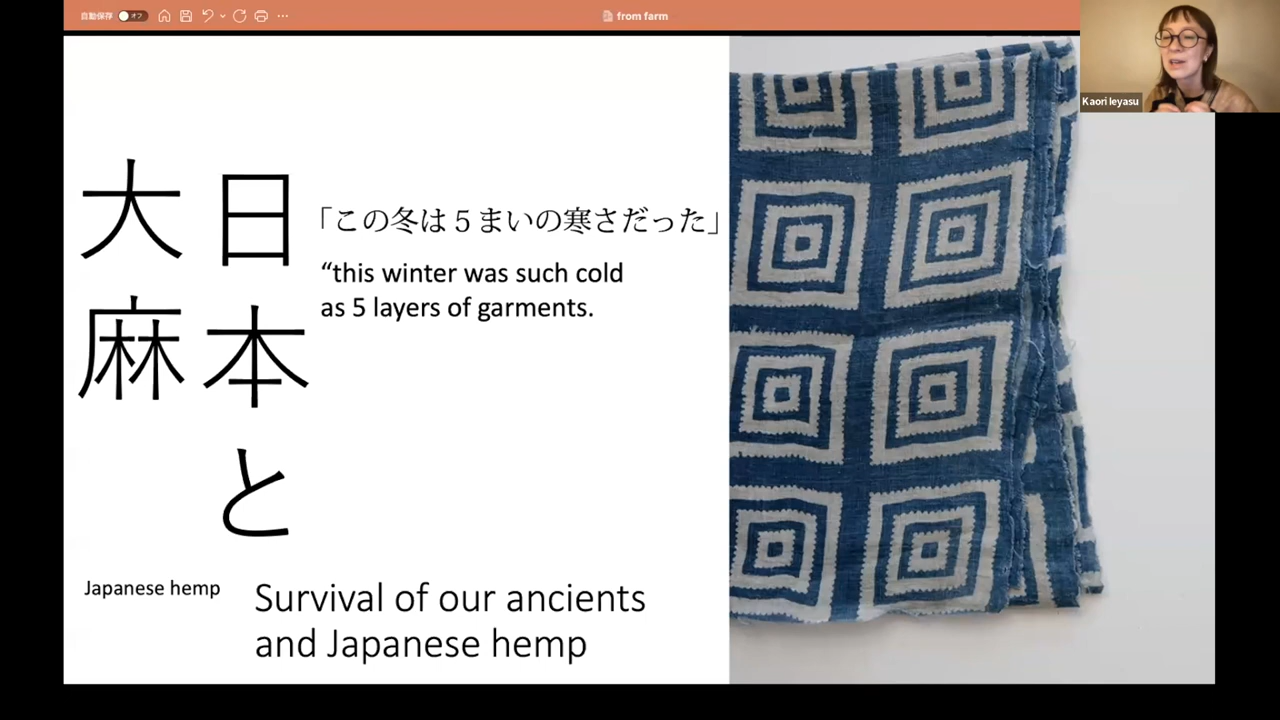 自動保存
オフ
from farm
Kaori Ieyasu
日本と
大麻
「この冬は５まいの寒さだった」
“this winter was such cold
as 5 layers of garments.
Japanese hemp
Survival of our ancients
and Japanese hemp